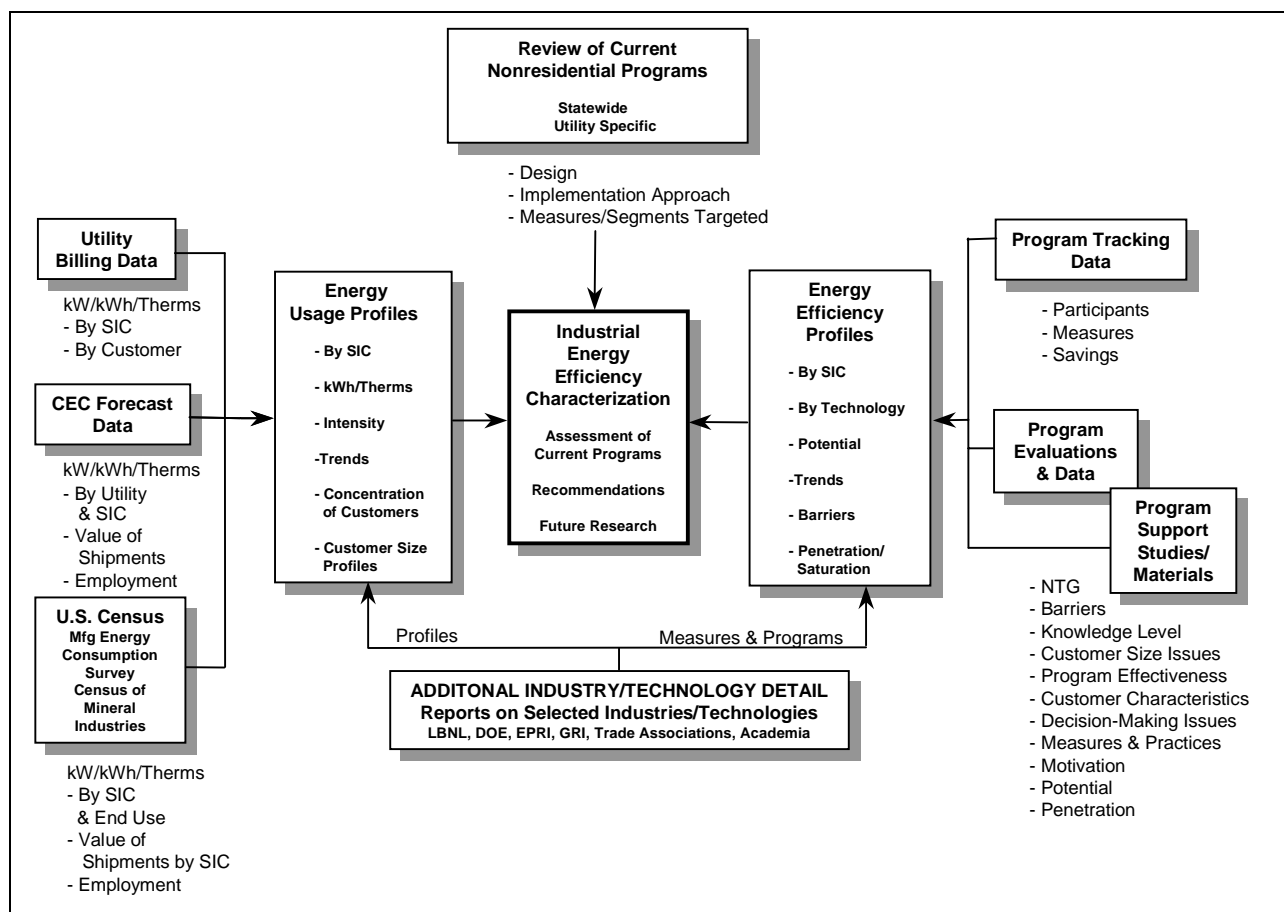 Review of Current
Nonresidential Programs
Statewide
Utility Specific
- Design
- Implementation Approach
- Measures/Segments Targeted
Utility
Billing Data
kW/kWh/Therms
- By SIC
- By Customer
CEC Forecast
Data
kW/kWh/Therms
- By Utility
& SIC
- Value of
Shipments
- Employment
U.S. Census
Mfg Energy
Consumption
Survey
Census of
Mineral
Industries
kW/kWh/Therms
- By SIC
& End Use
- Value of
Shipments by SIC
- Employment
Energy
Usage Profiles
- By SIC
- kWh/Therms
- Intensity
-Trends
- Concentration
of Customers
- Customer Size
Profiles
Industrial
Energy
Efficiency
Characterization
Assessment of
Current Programs
Recommendations
Future Research
Energy
Efficiency
Profiles
- By SIC
- By Technology
- Potential
-Trends
- Barriers
- Penetration/
Saturation
Program Tracking
Data
- Participants
- Measures
- Savings
Program
Evaluations
& Data
Program
Support
Studies/
Materials
- NTG
- Barriers
- Knowledge Level
- Customer Size Issues
- Program Effectiveness
- Customer Characteristics
- Decision-Making Issues
- Measures & Practices
- Motivation
- Potential
- Penetration
Profiles
Measures & Programs
ADDITONAL INDUSTRY/TECHNOLOGY DETAIL
Reports on Selected Industries/Technologies
LBNL, DOE, EPRI, GRI, Trade Associations, Academia